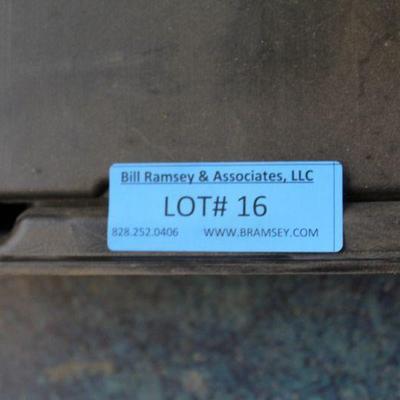 Bill Ramsey & Associates, LLC
LOT# 16
828.252.0406 WWW.BRAMSEY.COM